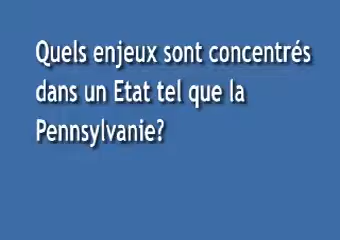 Quels enjeux sont concentrés
dans un Etat tel que la
Pennsylvanie?